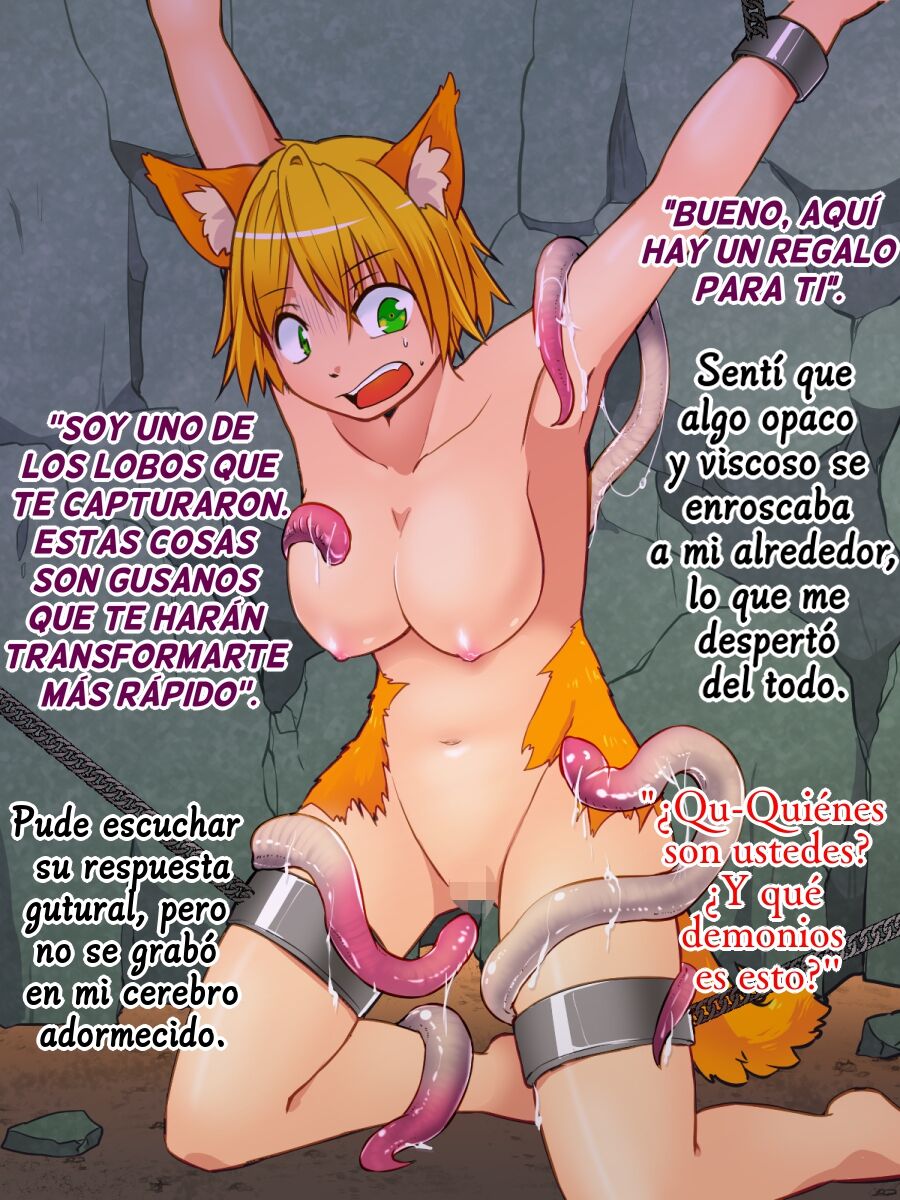 "BUENO, AQUÍ
HAY UN REGALO
PARA TI".
Sentí que
algo opaco
y viscoso se
enroscaba
a mi alrededor,
lo que me
despertó
del todo.
"¿Qu-Quiénes
son ustedes?
¿Y qué
demonios
es esto?"
"SOY UNO DE
LOS LOBOS QUE
TE CAPTURARON.
ESTAS COSAS
SON GUSANOS
QUE TE HARÁN
TRANSFORMARTE
MÁS RÁPIDO".
Pude escuchar
su respuesta
gutural, pero
no se grabó
en mi cerebro
adormecido.